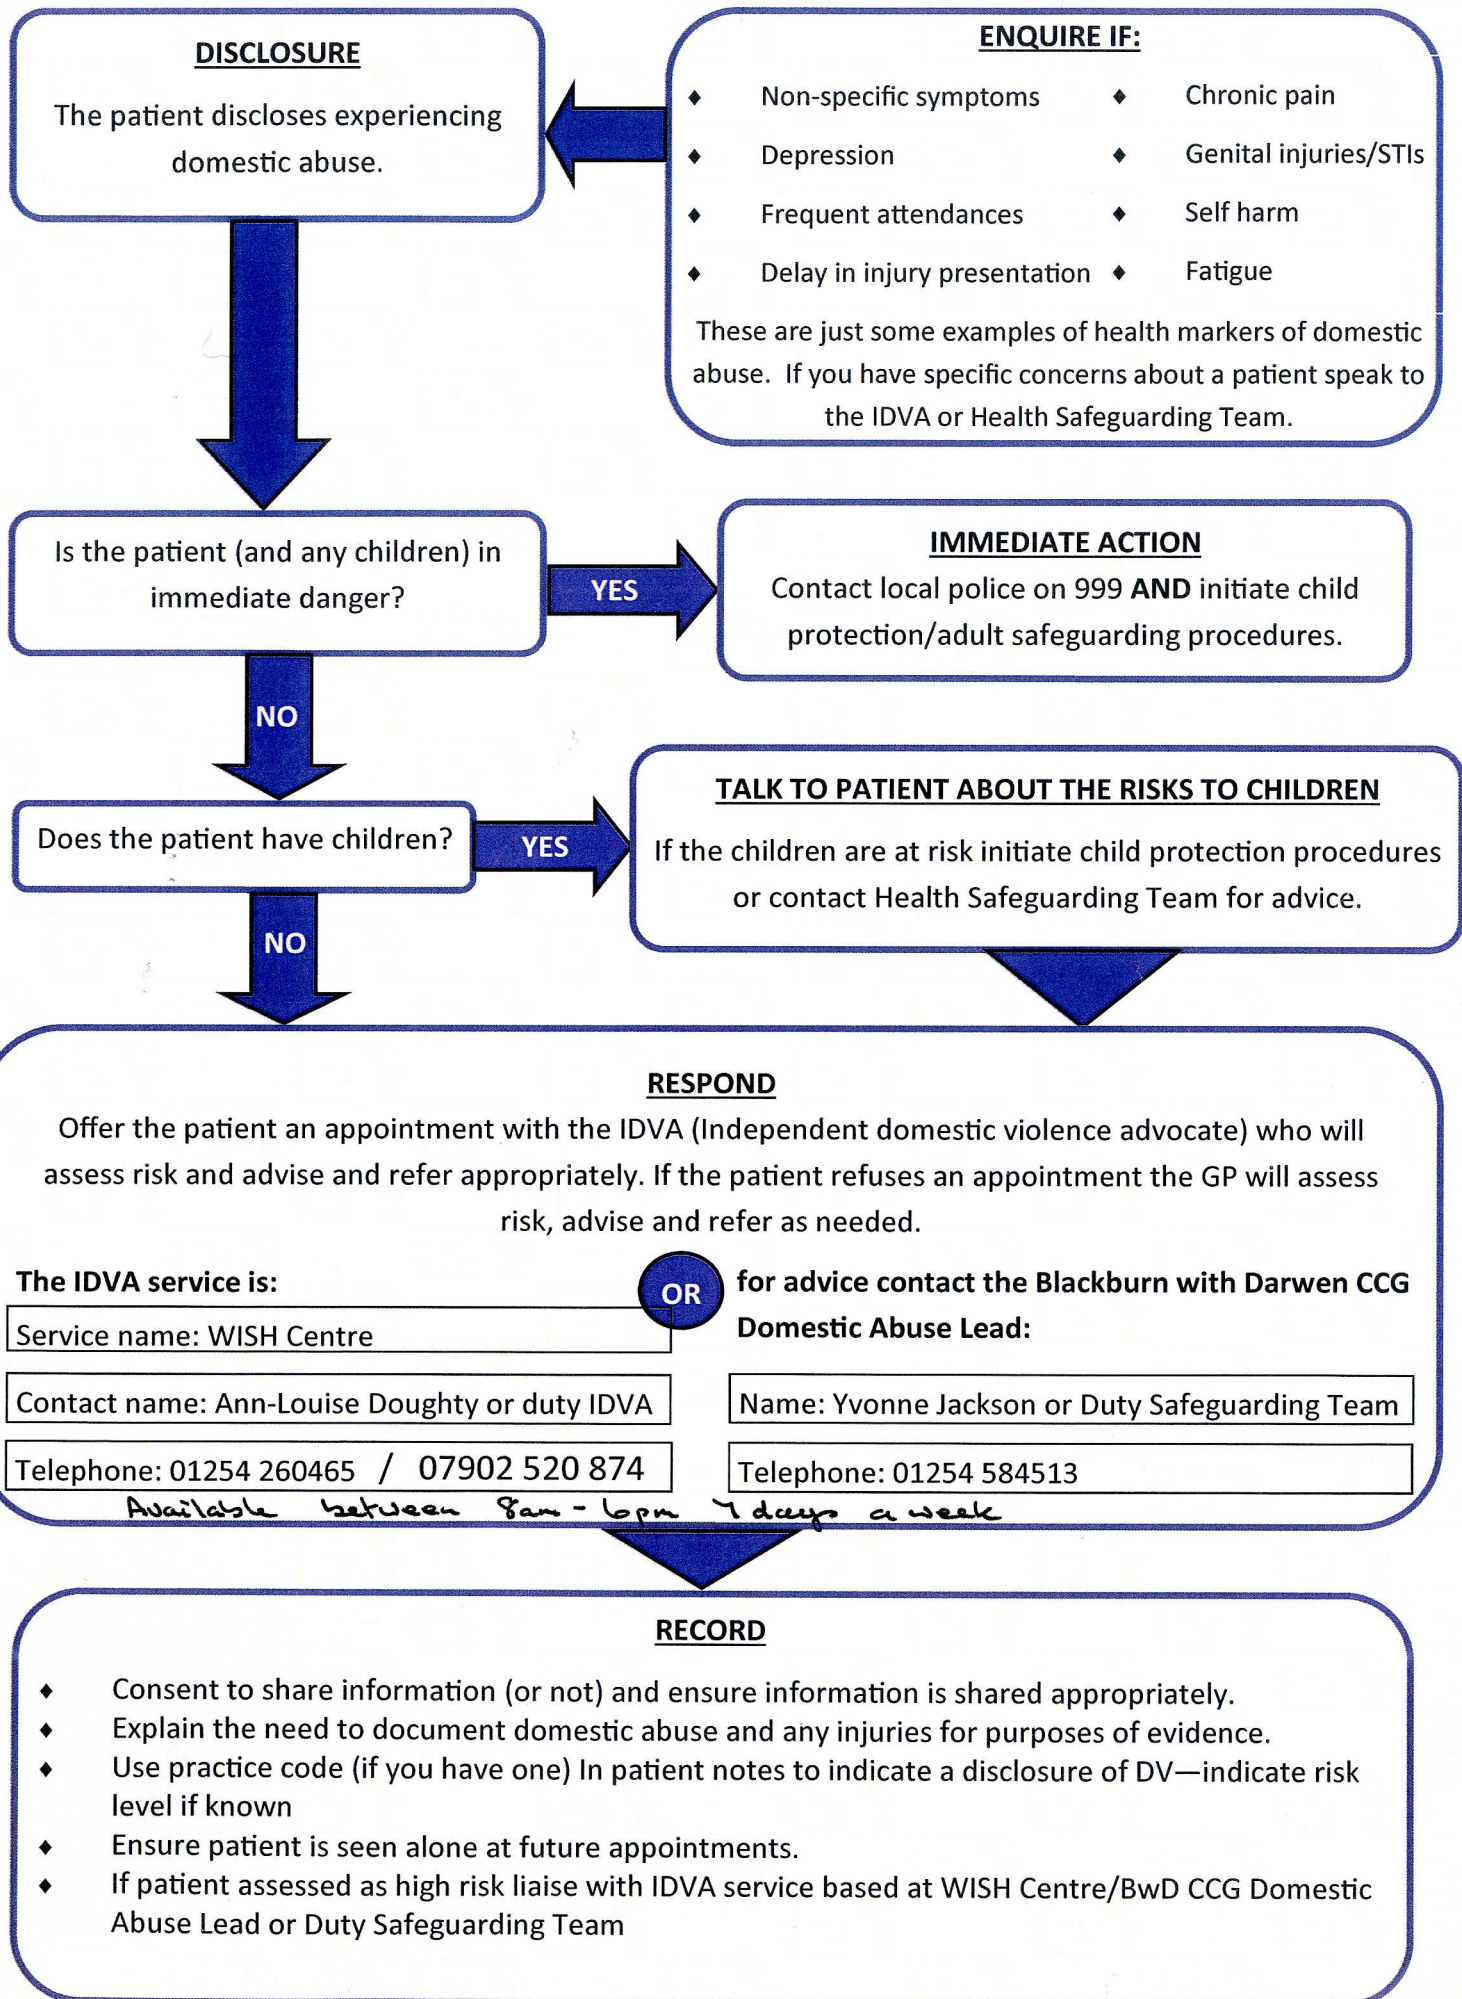 DISCLOSURE
The patient discloses experiencing
domestic abuse.
ENQUIRE IF:
♦ Non-specific symptoms ♦ Chronic pain
♦ Depression ♦ Genital injuries/STIs
♦ Frequent attendances ♦ Self harm
♦ Delay in injury presentation ♦ Fatigue
These are just some examples of health markers of domestic
abuse. If you have specific concerns about a patient speak to
the IDVA or Health Safeguarding Team.
Is the patient (and any children) in
immediate danger?
YES
IMMEDIATE ACTION
Contact local police on 999 AND initiate child
protection/adult safeguarding procedures.
NO
Does the patient have children?
YES
TALK TO PATIENT ABOUT THE RISKS TO CHILDREN
If the children are at risk initiate child protection procedures
or contact Health Safeguarding Team for advice.
NO
RESPOND
Offer the patient an appointment with the IDVA (Independent domestic violence advocate) who will
assess risk and advise and refer appropriately. If the patient refuses an appointment the GP will assess
risk, advise and refer as needed.
The IDVA service is:
Service name: WISH Centre
Contact name: Ann-Louise Doughty or duty IDVA
Telephone: 01254 260465 / 07902 520 874
Available between 8am - 6pm 7 days a week
OR
for advice contact the Blackburn with Darwen CCG
Domestic Abuse Lead:
Name: Yvonne Jackson or Duty Safeguarding Team
Telephone: 01254 584513
RECORD
♦ Consent to share information (or not) and ensure information is shared appropriately.
♦ Explain the need to document domestic abuse and any injuries for purposes of evidence.
♦ Use practice code (if you have one) In patient notes to indicate a disclosure of DV—indicate risk
level if known
♦ Ensure patient is seen alone at future appointments.
♦ If patient assessed as high risk liaise with IDVA service based at WISH Centre/BwD CCG Domestic
Abuse Lead or Duty Safeguarding Team